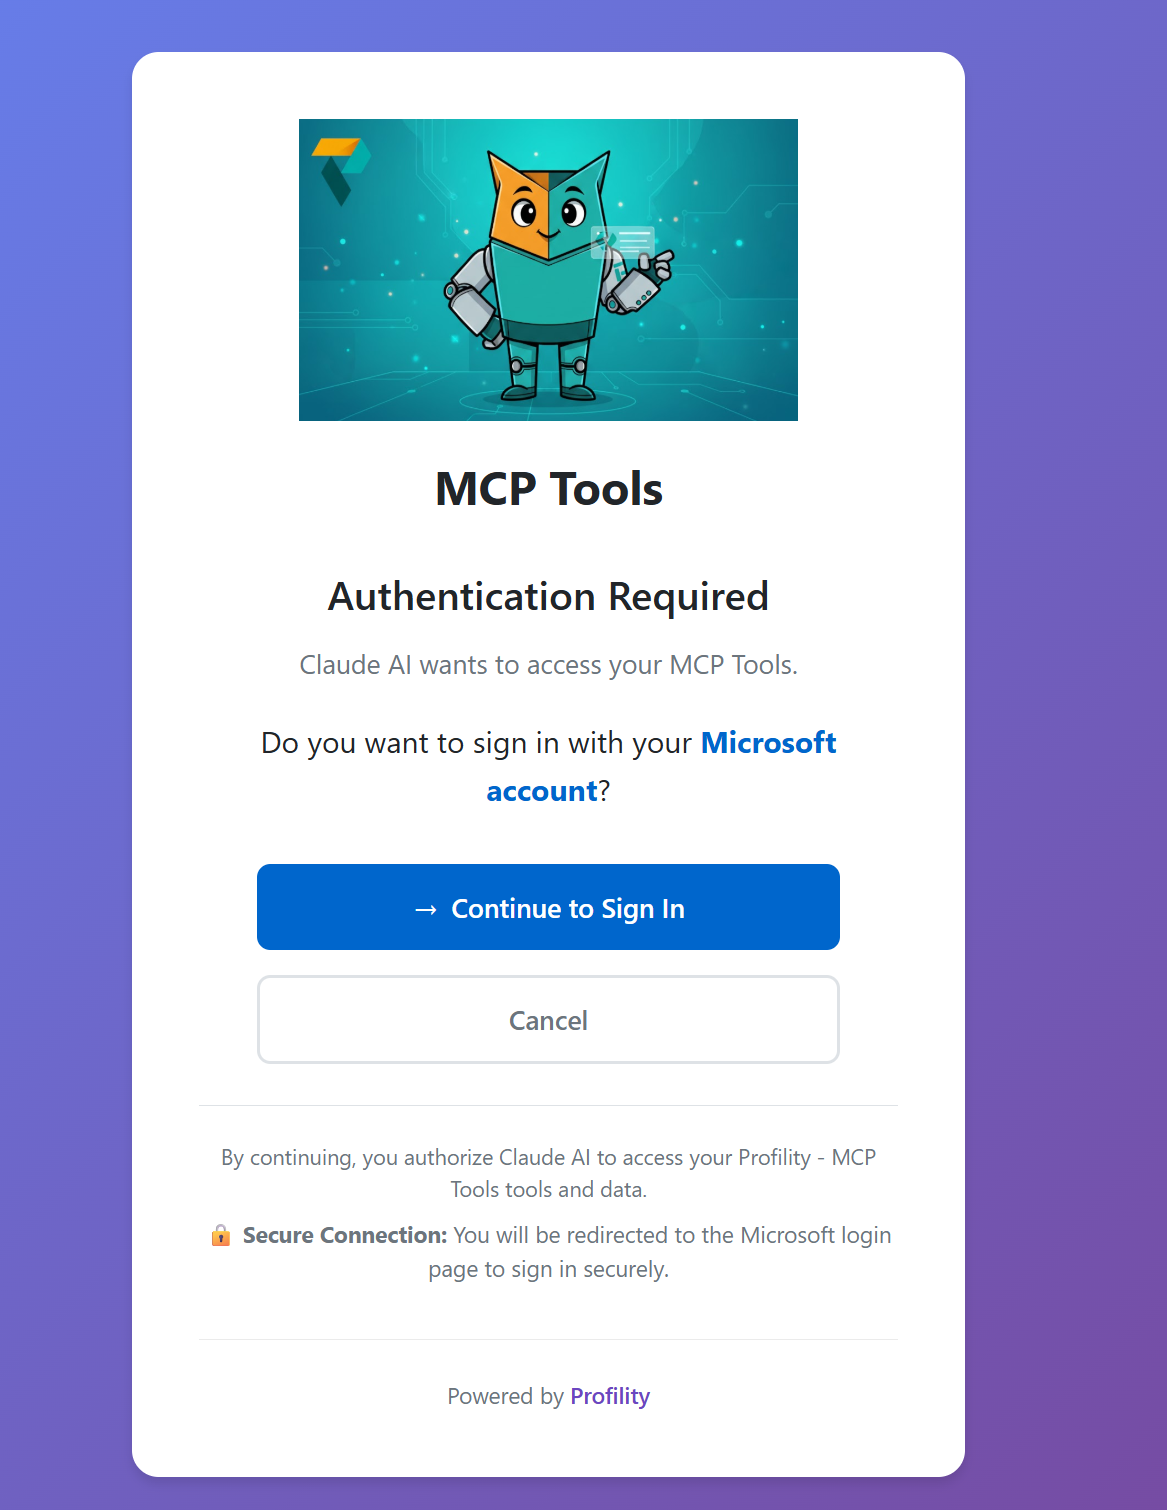 MCP Tools
Authentication Required
Claude AI wants to access your MCP Tools.
Do you want to sign in with your Microsoft
account?
→ Continue to Sign In
Cancel
By continuing, you authorize Claude AI to access your Profility - MCP
Tools tools and data.
🔒 Secure Connection: You will be redirected to the Microsoft login
page to sign in securely.
Powered by Profility